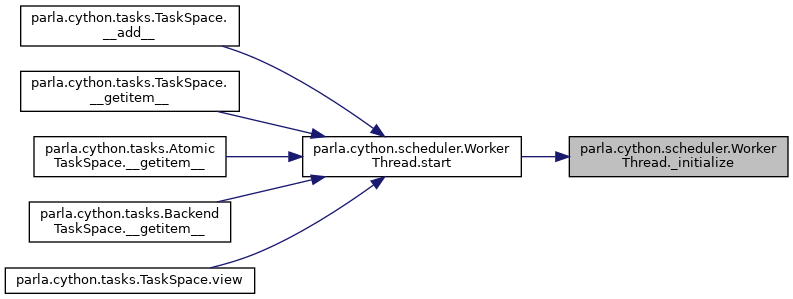 parla.cython.tasks.TaskSpace.
__add__
parla.cython.tasks.TaskSpace.
__getitem__
parla.cython.tasks.Atomic
TaskSpace.__getitem__
parla.cython.tasks.Backend
TaskSpace.__getitem__
parla.cython.tasks.TaskSpace.view
parla.cython.scheduler.Worker
Thread.start
parla.cython.scheduler.Worker
Thread._initialize